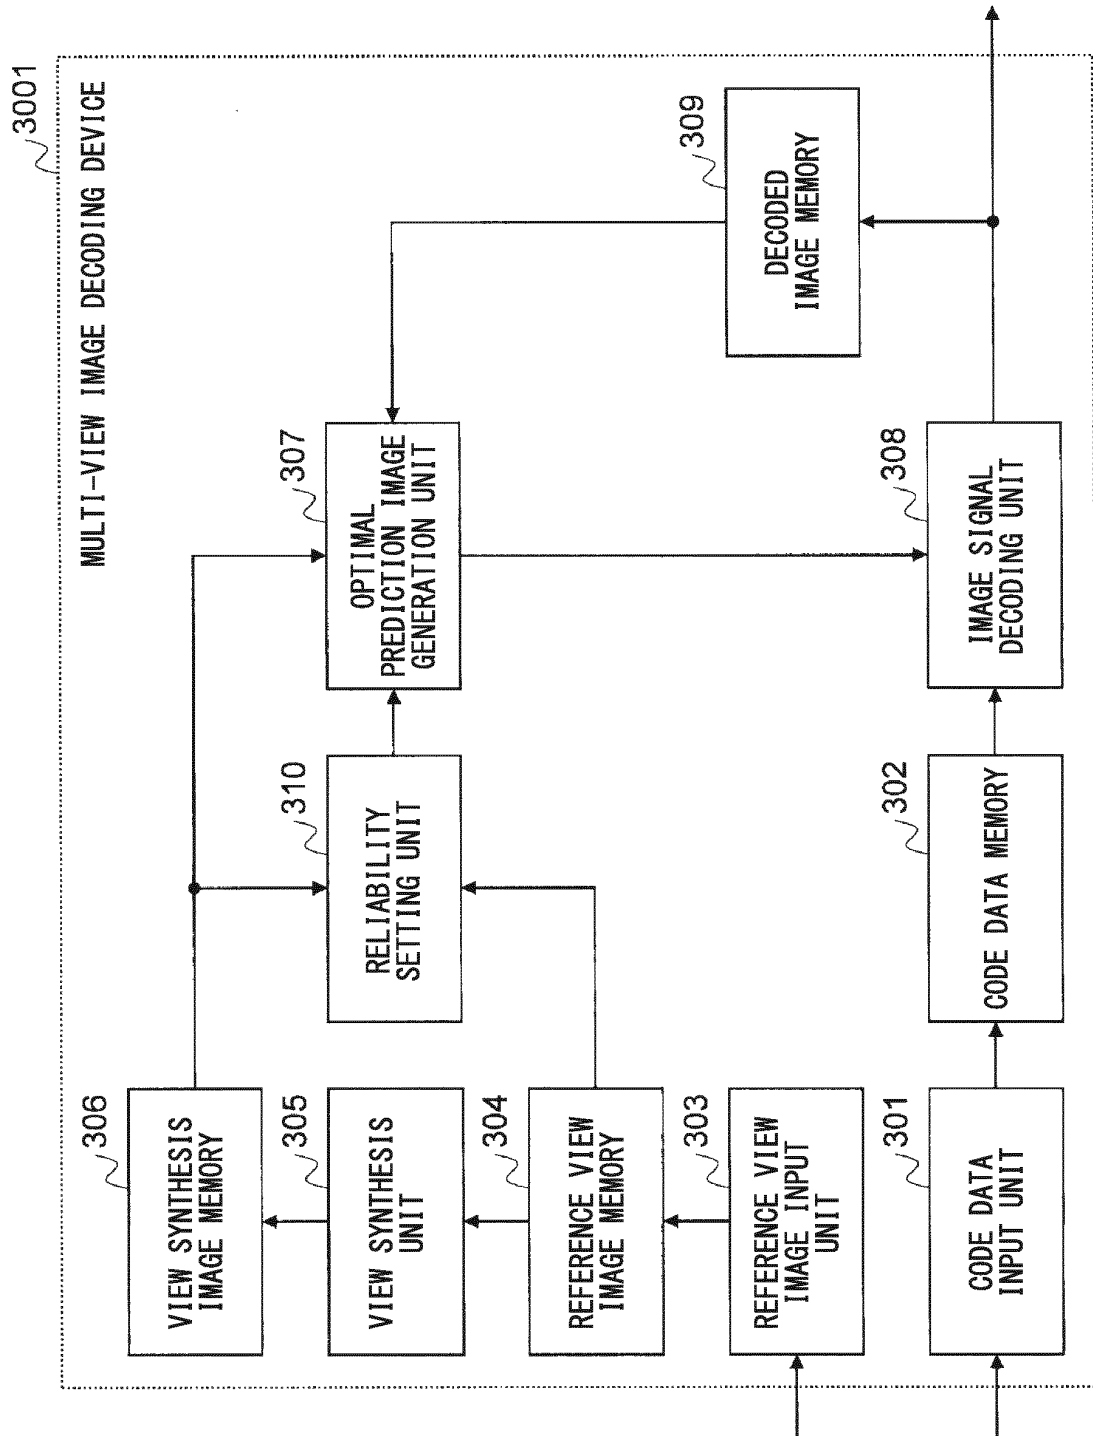 3001
MULTI-VIEW IMAGE DECODING DEVICE
306
VIEW SYNTHESIS
IMAGE MEMORY
305
VIEW SYNTHESIS
UNIT
310
RELIABILITY
SETTING UNIT
307
OPTIMAL
PREDICTION IMAGE
GENERATION UNIT
304
REFERENCE VIEW
IMAGE MEMORY
303
REFERENCE VIEW
IMAGE INPUT
UNIT
309
DECODED
IMAGE MEMORY
301
CODE DATA
INPUT UNIT
302
CODE DATA MEMORY
308
IMAGE SIGNAL
DECODING UNIT